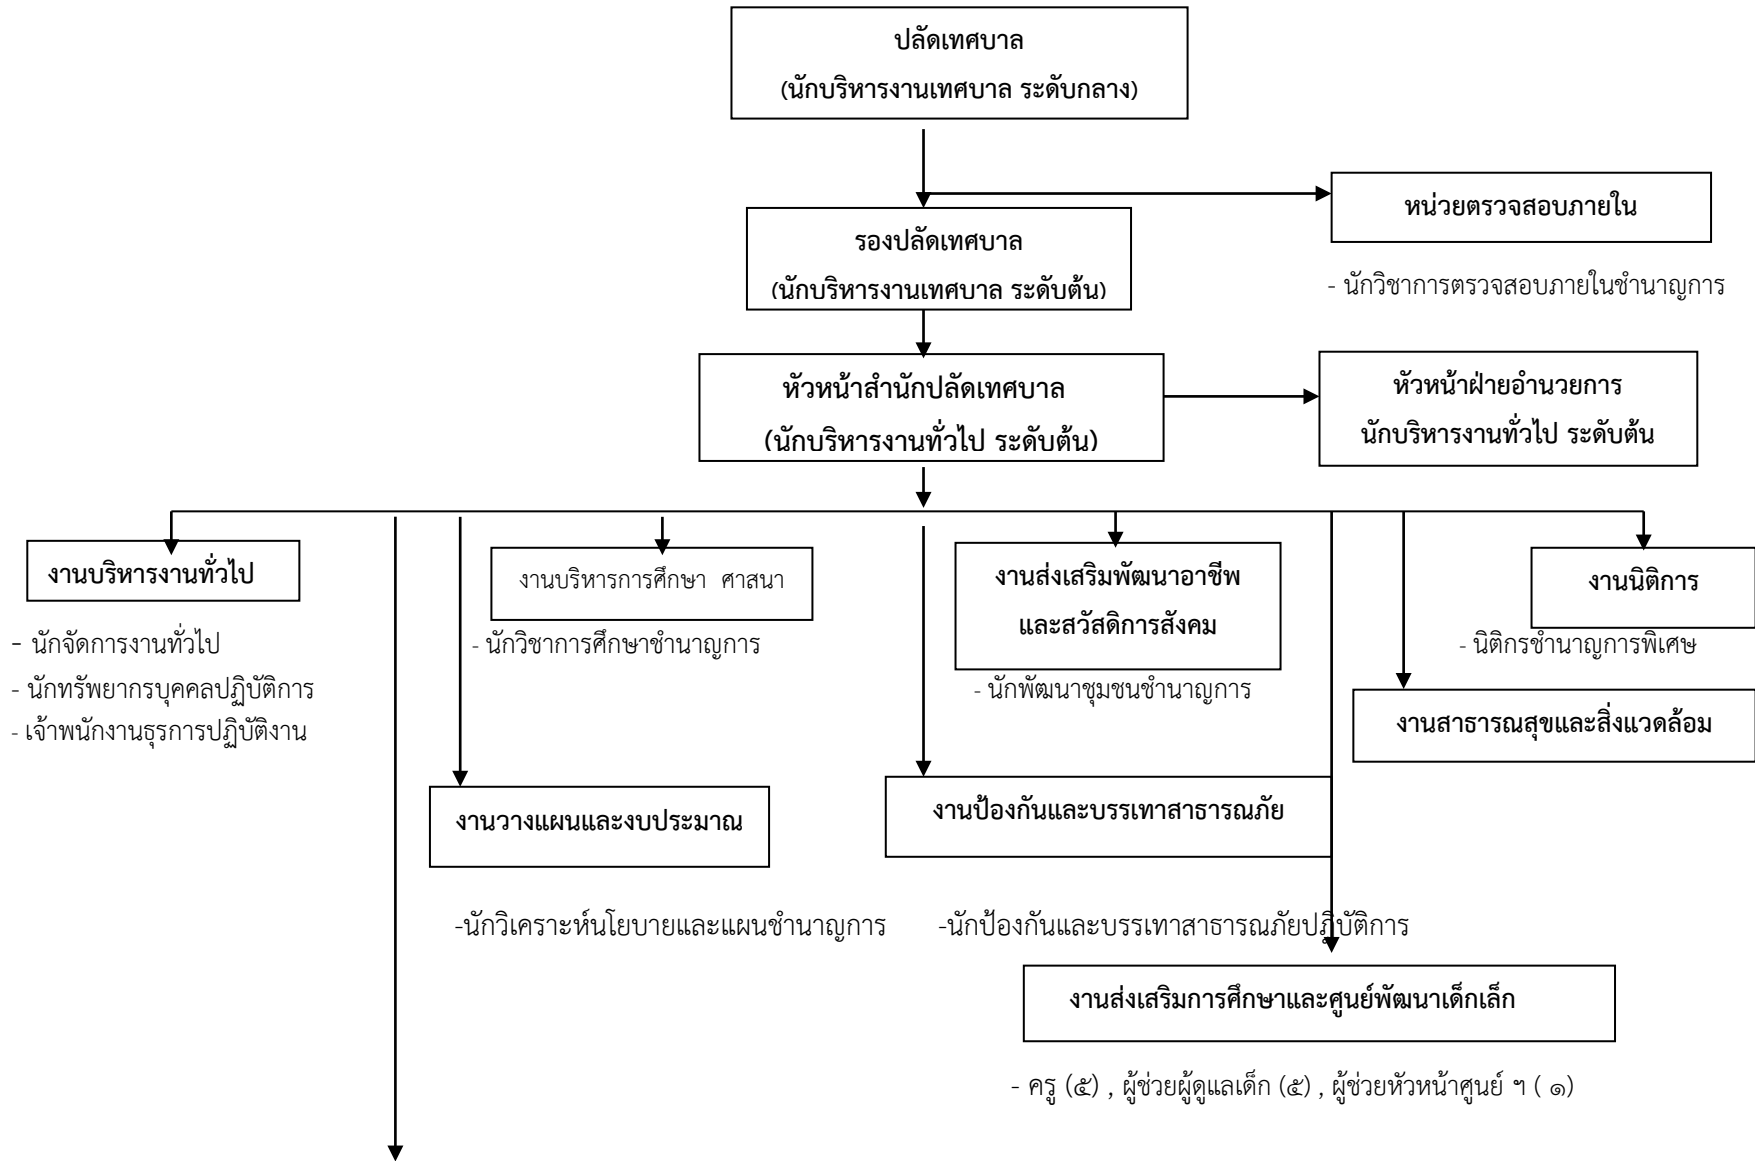 ปลัดเทศบาล
(นักบริหารงานเทศบาล ระดับกลาง)
หน่วยตรวจสอบภายใน
รองปลัดเทศบาล
(นักบริหารงานเทศบาล ระดับต้น)
- นักวิชาการตรวจสอบภายในชำนาญการ
หัวหน้าสำนักปลัดเทศบาล
(นักบริหารงานทั่วไป ระดับต้น)
หัวหน้าฝ่ายอำนวยการ
นักบริหารงานทั่วไป ระดับต้น
งานบริหารงานทั่วไป
- นักจัดการงานทั่วไป
- นักทรัพยากรบุคคลปฏิบัติการ
- เจ้าพนักงานธุรการปฏิบัติงาน
งานบริหารการศึกษา ศาสนา
- นักวิชาการศึกษาชำนาญการ
งานส่งเสริมพัฒนาอาชีพ
และสวัสดิการสังคม
- นักพัฒนาชุมชนชำนาญการ
งานนิติการ
- นิติกรชำนาญการพิเศษ
งานสาธารณสุขและสิ่งแวดล้อม
งานวางแผนและงบประมาณ
-นักวิเคราะห์นโยบายและแผนชำนาญการ
งานป้องกันและบรรเทาสาธารณภัย
-นักป้องกันและบรรเทาสาธารณภัยปฏิบัติการ
งานส่งเสริมการศึกษาและศูนย์พัฒนาเด็กเล็ก
- ครู (๕) , ผู้ช่วยผู้ดูแลเด็ก (๕) , ผู้ช่วยหัวหน้าศูนย์ ฯ ( ๑)